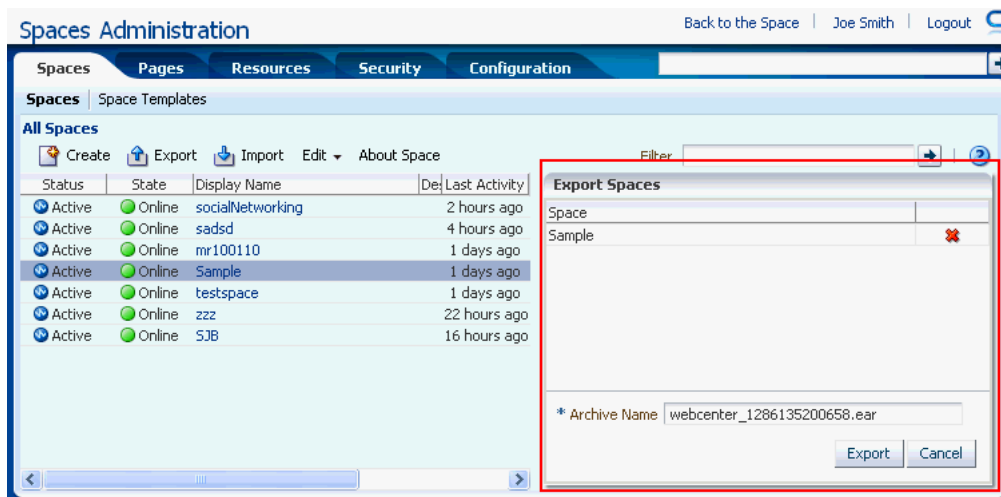 Spaces Administration
Back to the Space | Joe Smith | Logout
Spaces Pages Resources Security Configuration
Spaces | Space Templates
All Spaces
Create Export Import Edit About Space Filter
Status State Display Name De Last Activity
Active Online socialNetworking 2 hours ago
Active Online sadsd 4 hours ago
Active Online mr100110 1 days ago
Active Online Sample 1 days ago
Active Online testspace 1 days ago
Active Online zzz 22 hours ago
Active Online SJB 16 hours ago
Export Spaces
Space
Sample
* Archive Name webcenter_1286135200658.ear
Export Cancel